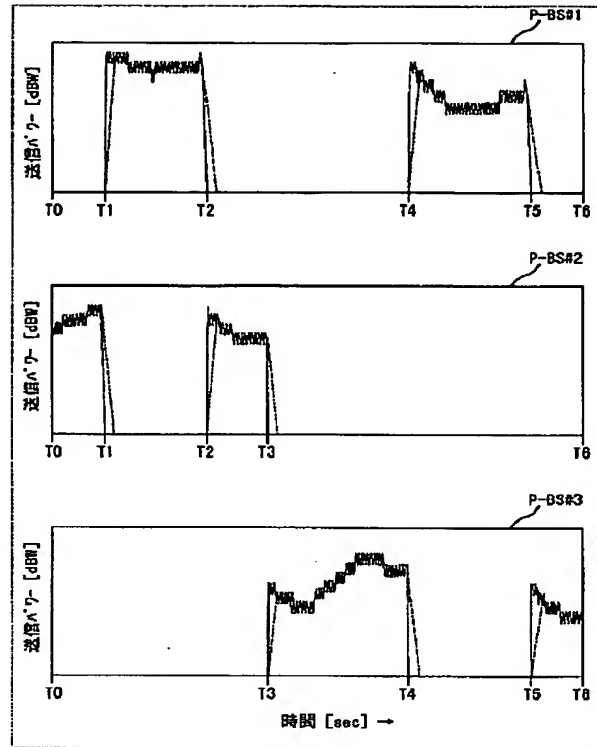 P-BS#1
送信ﾊﾟﾜｰ [dBW]
T0 T1 T2 T4 T5 T6
P-BS#2
送信ﾊﾟﾜｰ [dBW]
T0 T1 T2 T3 T6
P-BS#3
送信ﾊﾟﾜｰ [dBW]
T0 T3 T4 T5 T6
時間 [sec] →